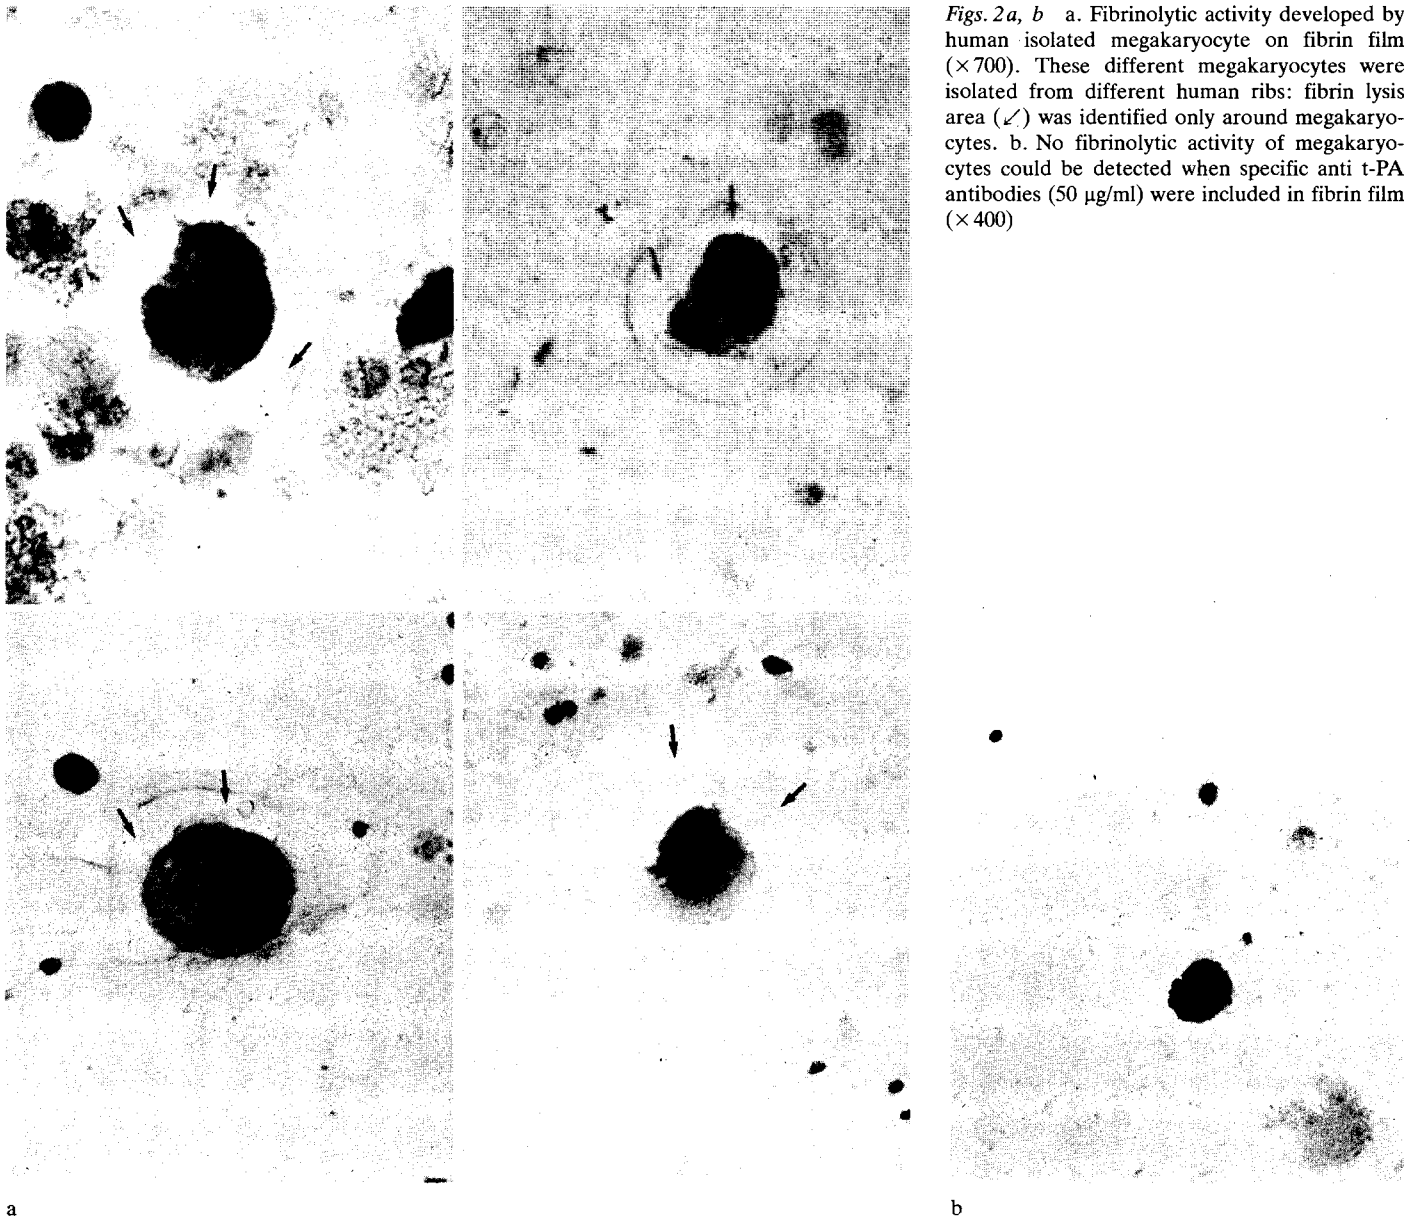 Figs. 2a, b a. Fibrinolytic activity developed by
human isolated megakaryocyte on fibrin film
(×700). These different megakaryocytes were
isolated from different human ribs: fibrin lysis
area (↙) was identified only around megakaryo-
cytes. b. No fibrinolytic activity of megakaryo-
cytes could be detected when specific anti t-PA
antibodies (50 μg/ml) were included in fibrin film
(×400)
a
b